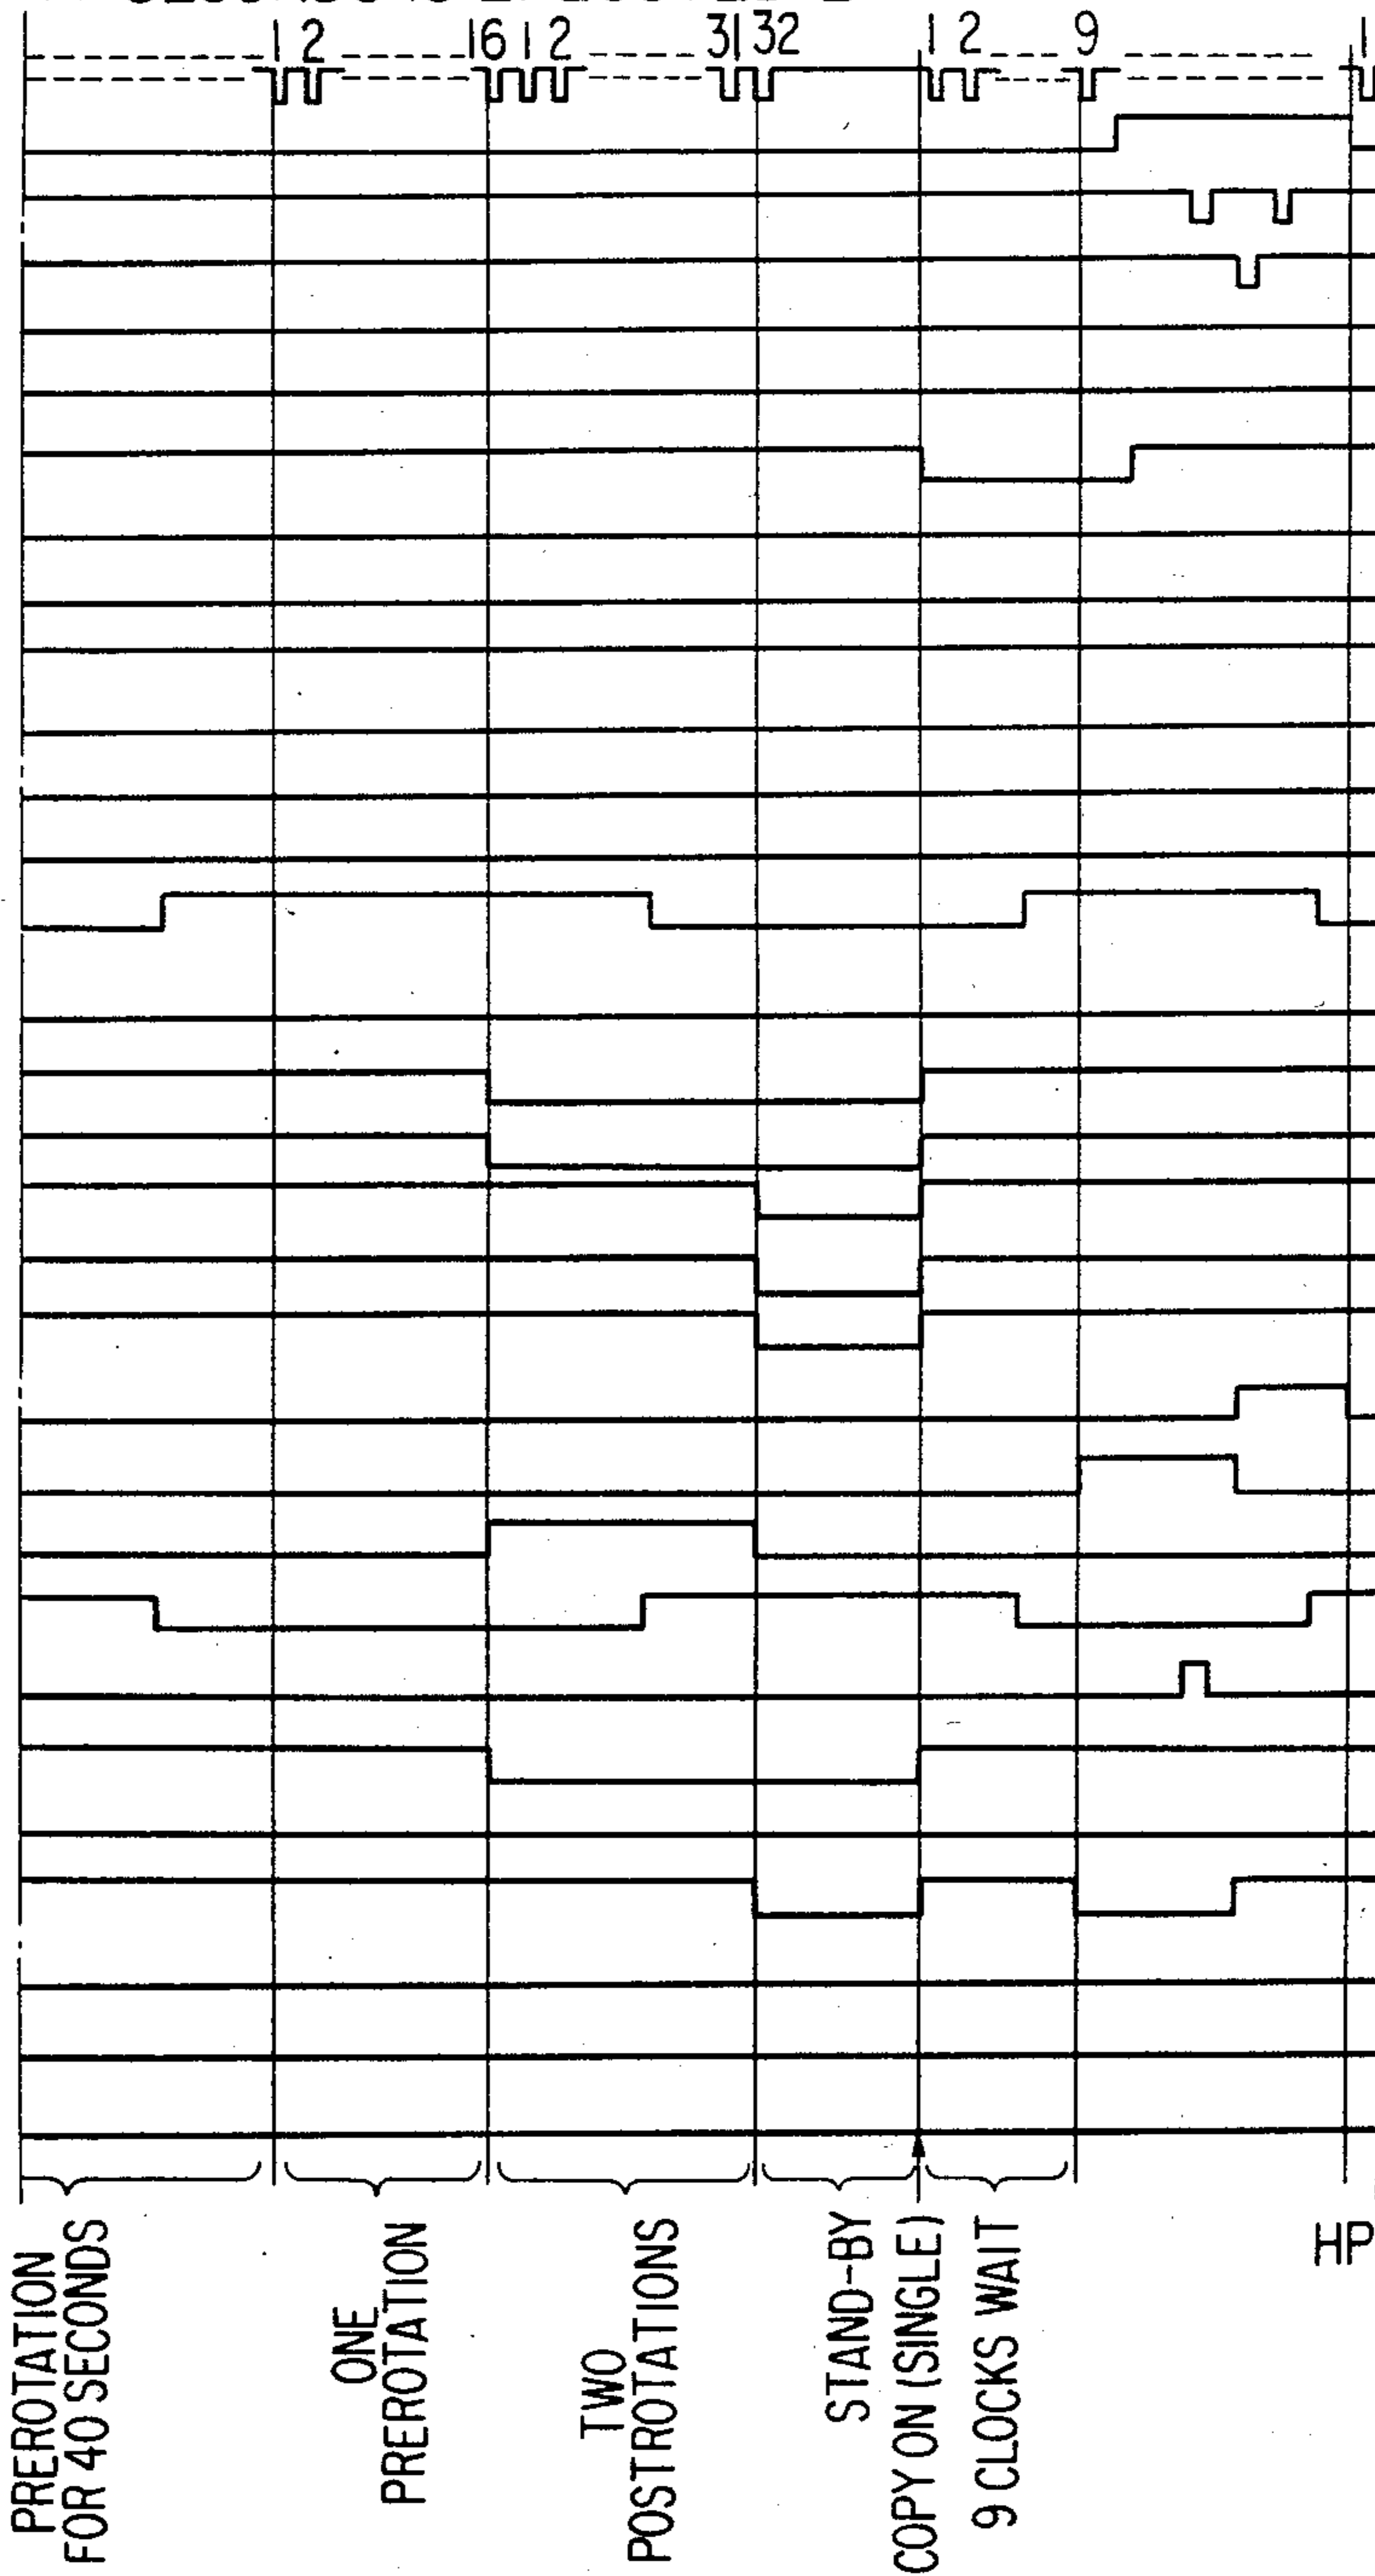 1 2 16 1 2 31 32 1 2 9 1
PREROTATION
FOR 40 SECONDS
ONE
PREROTATION
TWO
POSTROTATIONS
STAND-BY
COPY ON (SINGLE)
9 CLOCKS WAIT
HP